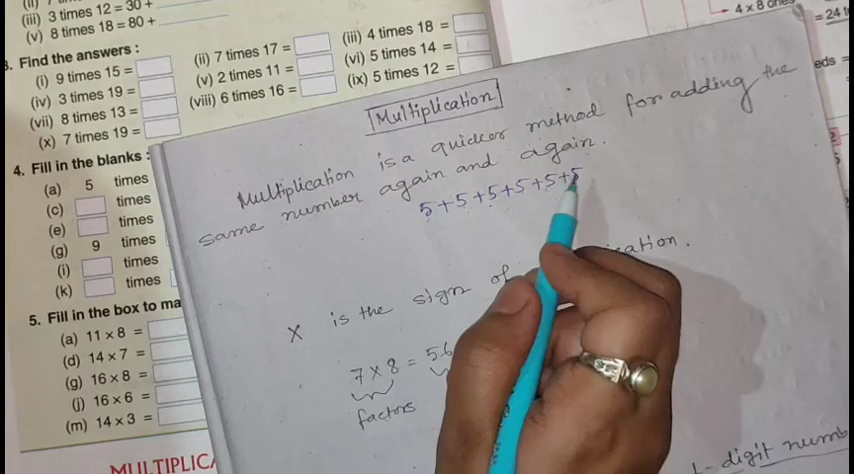 (iii) 3 times 12 = 30 +
(v) 8 times 18 = 80 +
3. Find the answers :
(i) 9 times 15 =
(ii) 7 times 17 =
(iii) 4 times 18 =
(iv) 3 times 19 =
(v) 2 times 11 =
(vi) 5 times 14 =
(vii) 8 times 13 =
(viii) 6 times 16 =
(ix) 5 times 12 =
(x) 7 times 19 =
4. Fill in the blanks :
(a) 5 times
(c) times
(e) times
(g) 9 times
(i) times
(k) times
5. Fill in the box to ma
(a) 11 × 8 =
(d) 14 × 7 =
(g) 16 × 8 =
(j) 16 × 6 =
(m) 14 × 3 =
MULTIPLICA
4 × 8 ones
= 24 t
eds =
Multiplication
Multiplication is a quicker method for adding the
same number again and again.
5+5+5+5+5+5
X is the sign of ication.
7 × 8 = 56
factors
digit numb